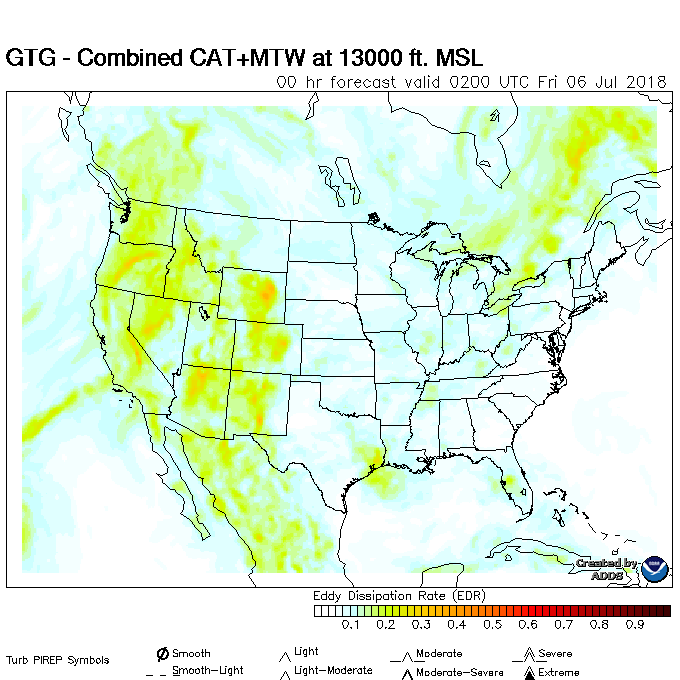 GTG - Combined CAT+MTW at 13000 ft. MSL
00 hr forecast valid 0200 UTC Fri 06 Jul 2018
Created by
ADDS
Eddy Dissipation Rate (EDR)
0.1 0.2 0.3 0.4 0.5 0.6 0.7 0.8 0.9
Turb PIREP Symbols
Smooth Light Moderate Severe
Smooth-Light Light-Moderate Moderate-Severe Extreme